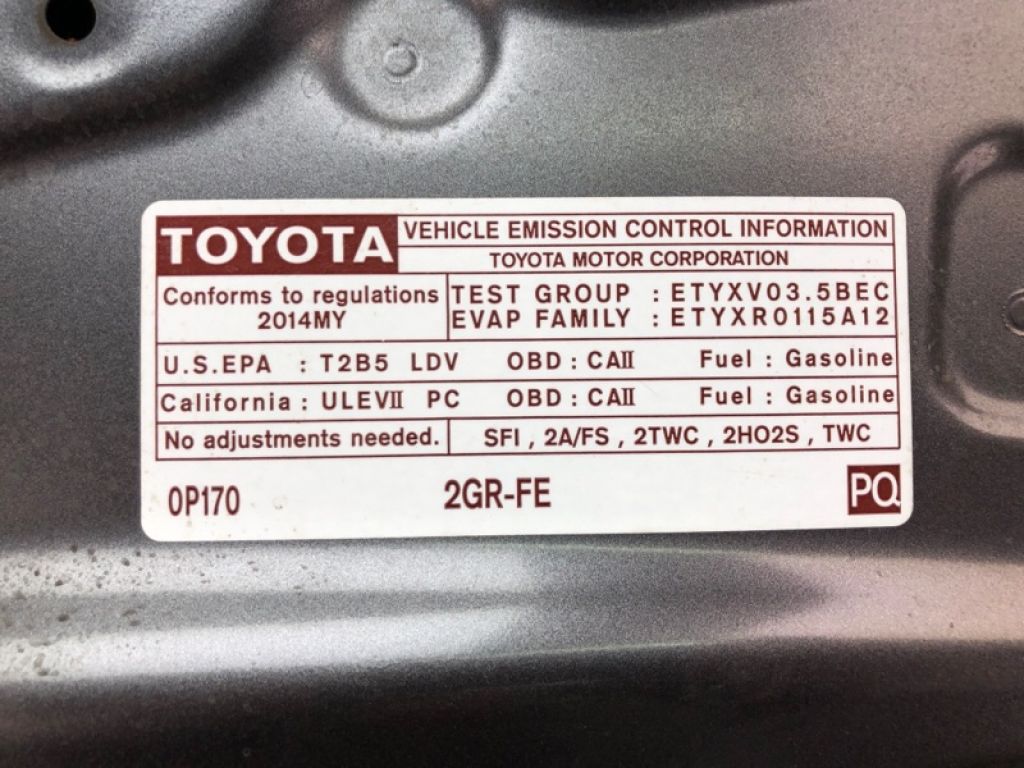 TOYOTA VEHICLE EMISSION CONTROL INFORMATION
TOYOTA MOTOR CORPORATION
Conforms to regulations
2014MY
TEST GROUP : ETYXV03.5BEC
EVAP FAMILY : ETYXR0115A12
U.S.EPA : T2B5 LDV OBD : CAII Fuel : Gasoline
California : ULEVII PC OBD : CAII Fuel : Gasoline
No adjustments needed. SFI , 2A/FS , 2TWC , 2HO2S , TWC
0P170 2GR-FE PQ